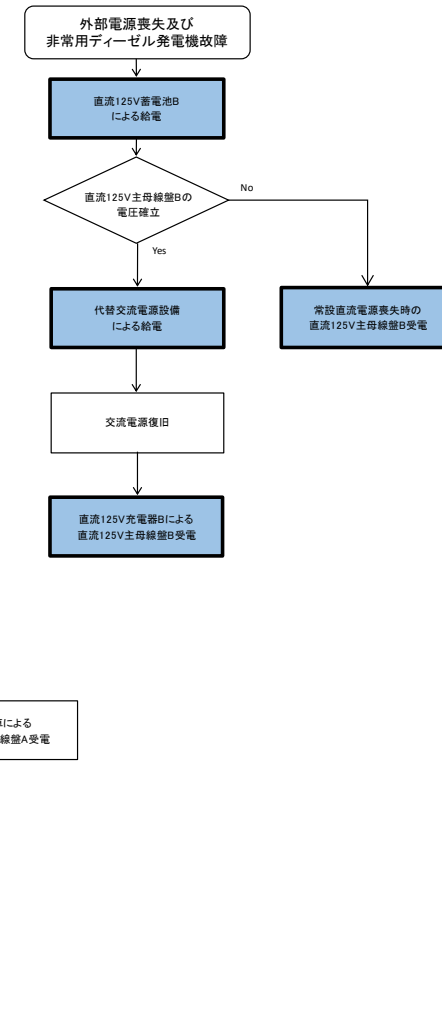 外部電源喪失及び
非常用ディーゼル発電機故障
直流125V蓄電池B
による給電
直流125V主母線盤Bの
電圧確立
No
Yes
代替交流電源設備
による給電
常設直流電源喪失時の
直流125V主母線盤B受電
交流電源復旧
直流125V充電器Bによる
直流125V主母線盤B受電
による
線盤A受電